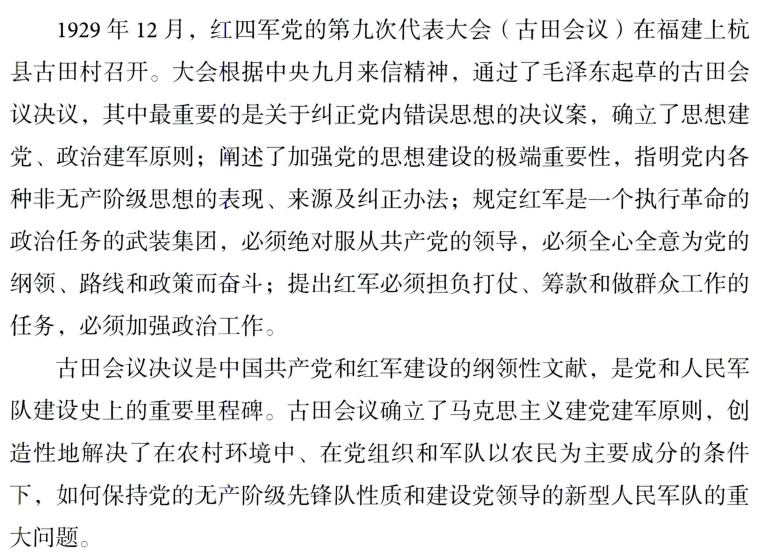 1929 年 12 月，红四军党的第九次代表大会（古田会议）在福建上杭
县古田村召开。大会根据中央九月来信精神，通过了毛泽东起草的古田会
议决议，其中最重要的是关于纠正党内错误思想的决议案，确立了思想建
党、政治建军原则；阐述了加强党的思想建设的极端重要性，指明党内各
种非无产阶级思想的表现、来源及纠正办法；规定红军是一个执行革命的
政治任务的武装集团，必须绝对服从共产党的领导，必须全心全意为党的
纲领、路线和政策而奋斗；提出红军必须担负打仗、筹款和做群众工作的
任务，必须加强政治工作。
古田会议决议是中国共产党和红军建设的纲领性文献，是党和人民军
队建设史上的重要里程碑。古田会议确立了马克思主义建党建军原则，创
造性地解决了在农村环境中、在党组织和军队以农民为主要成分的条件
下，如何保持党的无产阶级先锋队性质和建设党领导的新型人民军队的重
大问题。